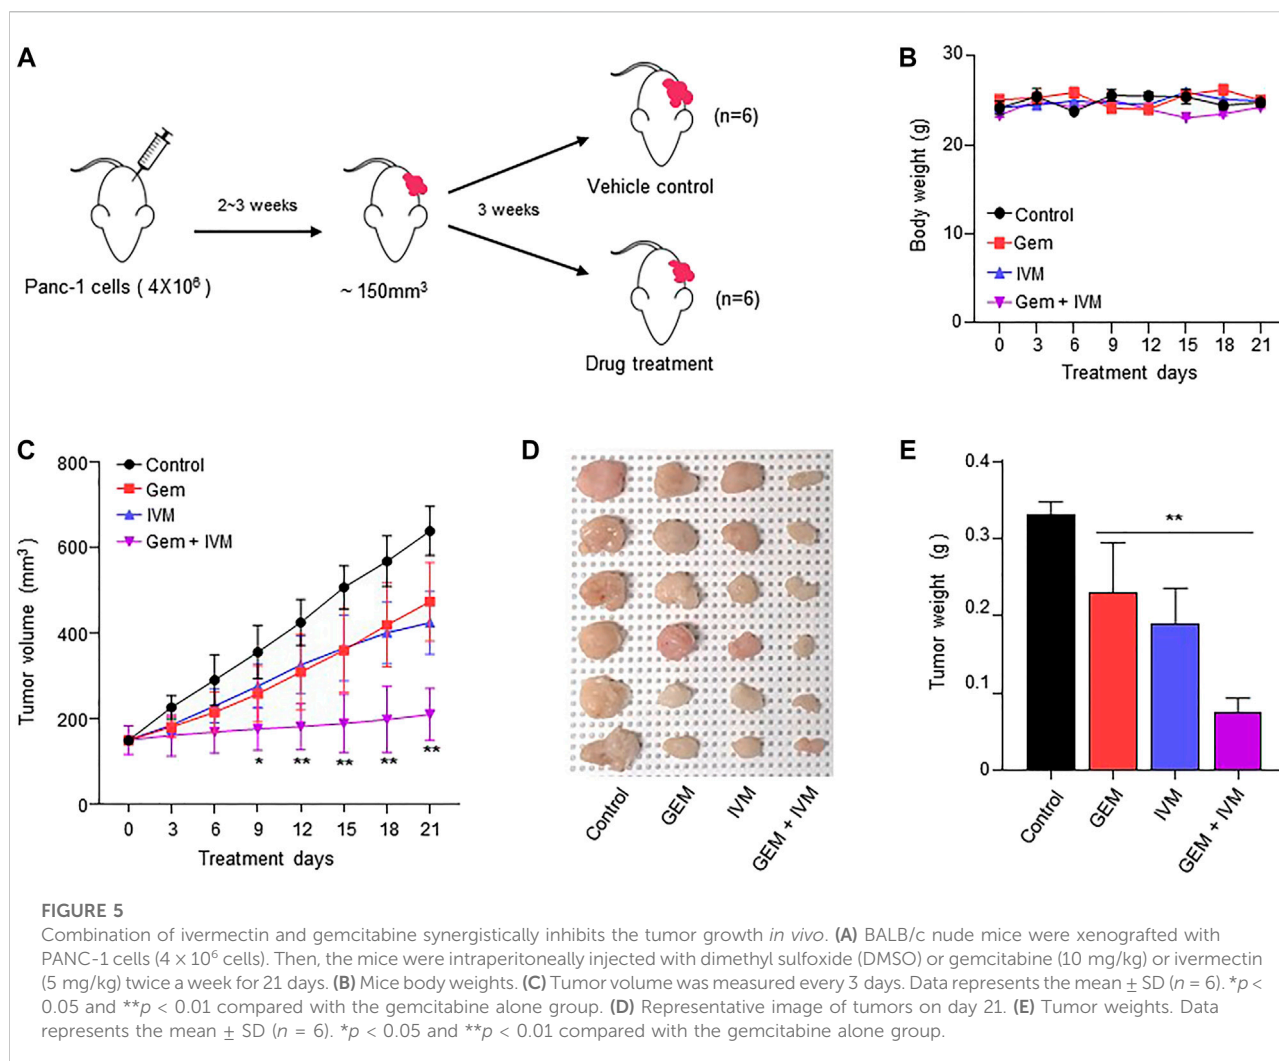 A
Panc-1 cells ( 4X10⁶ )
2~3 weeks
~ 150mm³
3 weeks
(n=6)
Vehicle control
(n=6)
Drug treatment
B
Body weight (g)
30
20
10
0
Control
Gem
IVM
Gem + IVM
0 3 6 9 12 15 18 21
Treatment days
C
Tumor volume (mm³)
800
600
400
200
0
Control
Gem
IVM
Gem + IVM
* ** ** ** **
0 3 6 9 12 15 18 21
Treatment days
D
Control GEM IVM GEM + IVM
E
Tumor weight (g)
0.4
0.3
0.2
0.1
0
**
Control GEM IVM GEM + IVM
FIGURE 5
Combination of ivermectin and gemcitabine synergistically inhibits the tumor growth in vivo. (A) BALB/c nude mice were xenografted with
PANC-1 cells (4 × 10⁶ cells). Then, the mice were intraperitoneally injected with dimethyl sulfoxide (DMSO) or gemcitabine (10 mg/kg) or ivermectin
(5 mg/kg) twice a week for 21 days. (B) Mice body weights. (C) Tumor volume was measured every 3 days. Data represents the mean ± SD (n = 6). *p <
0.05 and **p < 0.01 compared with the gemcitabine alone group. (D) Representative image of tumors on day 21. (E) Tumor weights. Data
represents the mean ± SD (n = 6). *p < 0.05 and **p < 0.01 compared with the gemcitabine alone group.